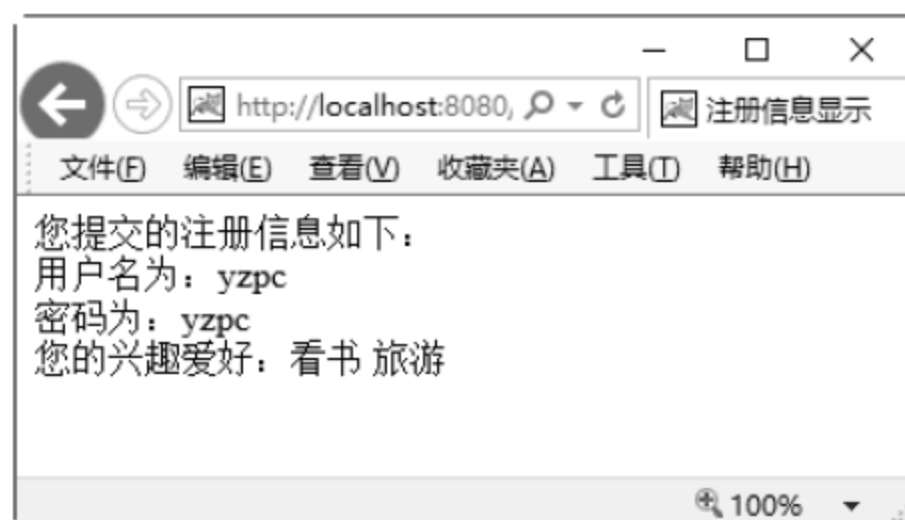 http://localhost:8080/
注册信息显示
文件(F) 编辑(E) 查看(V) 收藏夹(A) 工具(T) 帮助(H)
您提交的注册信息如下：
用户名为：yzpc
密码为：yzpc
您的兴趣爱好：看书 旅游
100%